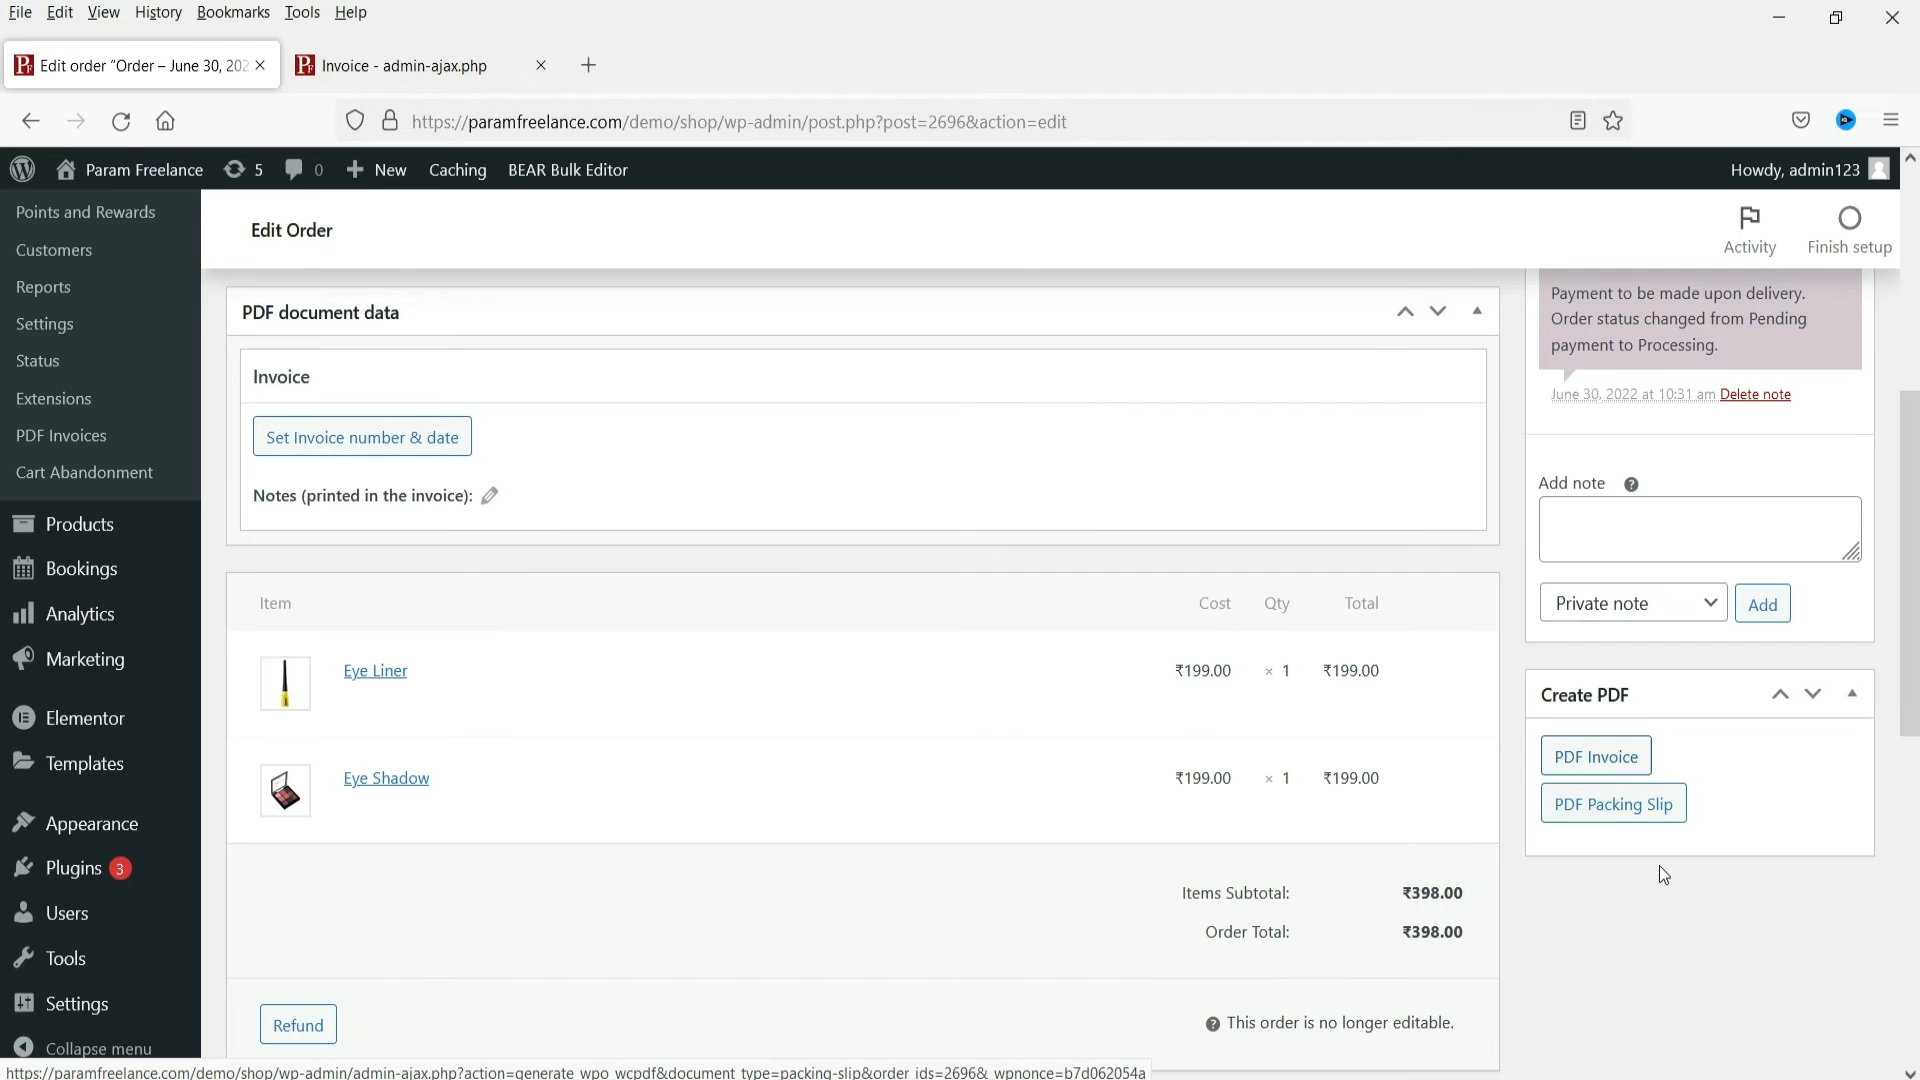 File Edit View History Bookmarks Tools Help
Edit order “Order – June 30, 202
Invoice - admin-ajax.php
https://paramfreelance.com/demo/shop/wp-admin/post.php?post=2696&action=edit
Param Freelance 5 0 New Caching BEAR Bulk Editor Howdy, admin123
Points and Rewards
Customers
Reports
Settings
Status
Extensions
PDF Invoices
Cart Abandonment
Products
Bookings
Analytics
Marketing
Elementor
Templates
Appearance
Plugins 3
Users
Tools
Settings
Collapse menu
Edit Order
Activity
Finish setup
PDF document data
Invoice
Set Invoice number & date
Notes (printed in the invoice):
Item Cost Qty Total
Eye Liner ₹199.00 × 1 ₹199.00
Eye Shadow ₹199.00 × 1 ₹199.00
Items Subtotal: ₹398.00
Order Total: ₹398.00
Refund
This order is no longer editable.
Payment to be made upon delivery.
Order status changed from Pending
payment to Processing.
June 30, 2022 at 10:31 am Delete note
Add note
Private note
Add
Create PDF
PDF Invoice
PDF Packing Slip
https://paramfreelance.com/demo/shop/wp-admin/admin-ajax.php?action=generate_wpo_wcpdf&document_type=packing-slip&order_ids=2696&_wpnonce=b7d062054a